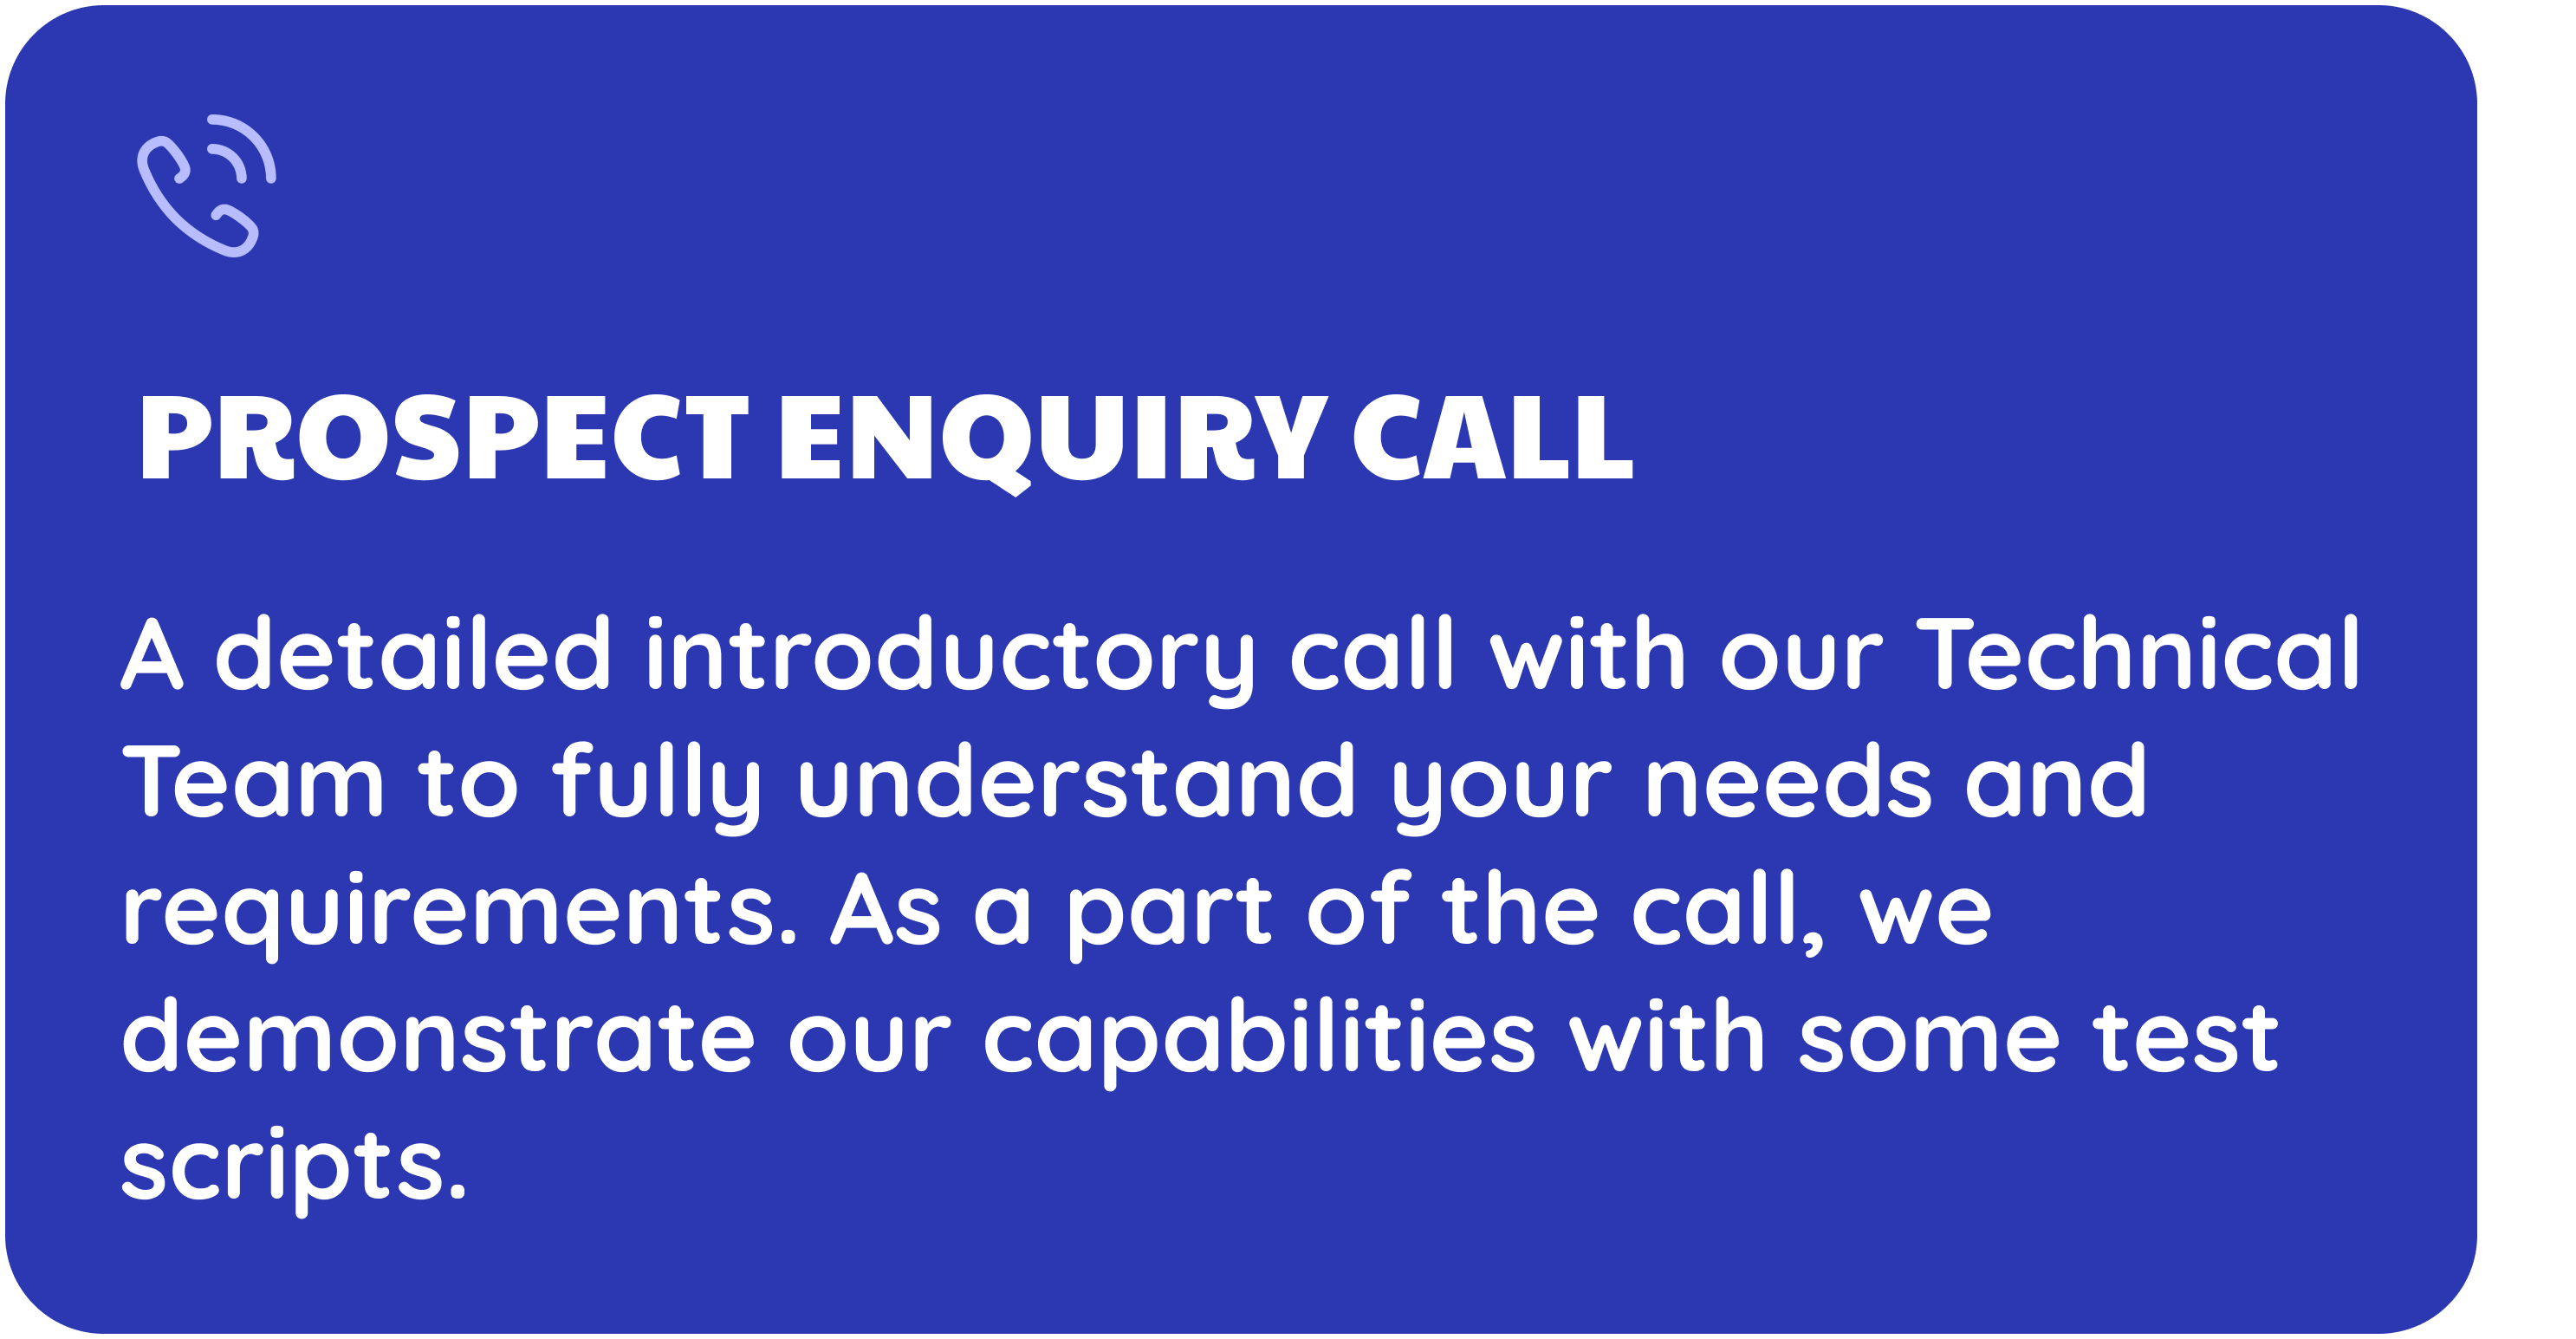 PROSPECT ENQUIRY CALL
A detailed introductory call with our Technical
Team to fully understand your needs and
requirements. As a part of the call, we
demonstrate our capabilities with some test
scripts.